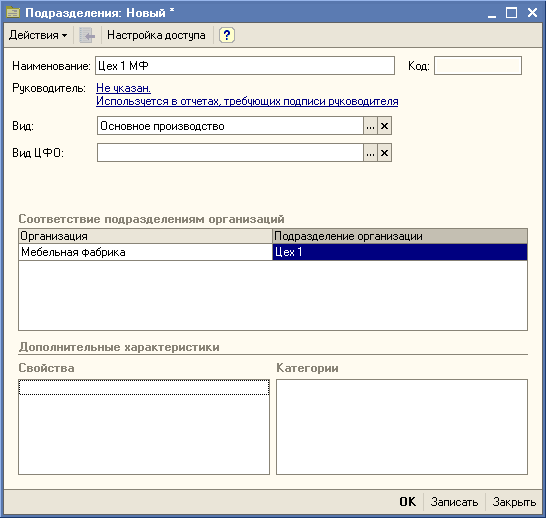 Подразделения: Новый *
Действия Настройка доступа ?
Наименование: Цех 1 МФ Код:
Руководитель: Не указан.
Используется в отчетах, требующих подписи руководителя
Вид: Основное производство ...
Вид ЦФО: ...
Соответствие подразделениям организаций
Организация Подразделение организации
Мебельная фабрика Цех 1
Дополнительные характеристики
Свойства Категории
OK Записать Закрыть